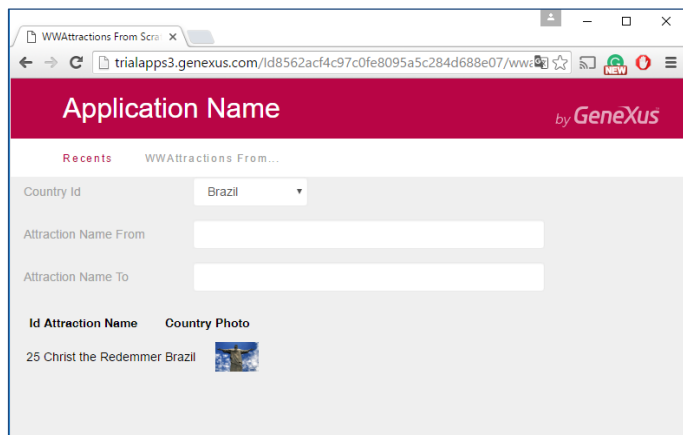 WWAttractions From Scra
trialapps3.genexus.com/Id8562acf4c97c0fe8095a5c284d688e07/wwa
NEW
Application Name
by GeneXus
Recents WWAttractions From...
Country Id Brazil
Attraction Name From
Attraction Name To
Id Attraction Name Country Photo
25 Christ the Redemmer Brazil